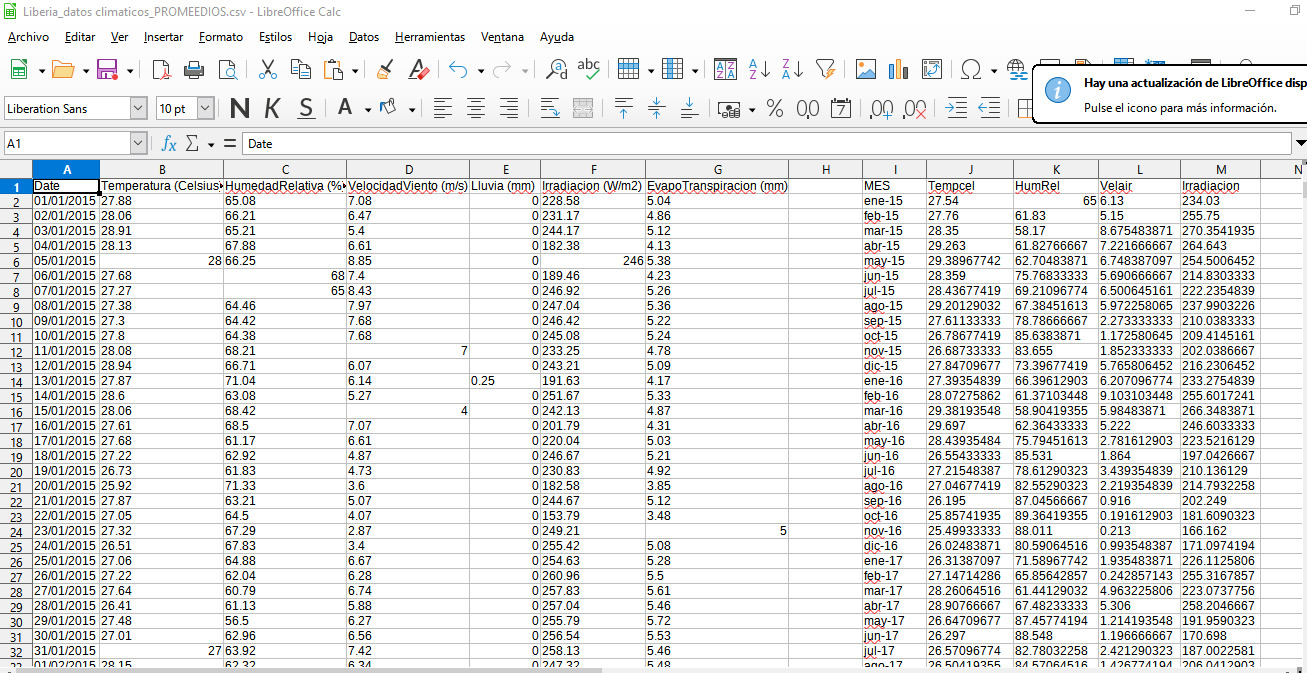 Liberia_datos climaticos_PROMEEDIOS.csv - LibreOffice Calc
Archivo Editar Ver Insertar Formato Estilos Hoja Datos Herramientas Ventana Ayuda
Hay una actualización de LibreOffice disp
Pulse el icono para más información.
Liberation Sans 10 pt N K S A
A1 Date
A B C D E F G H I J K L M N
1 Date Temperatura (Celsius HumedadRelativa (% VelocidadViento (m/s) Lluvia (mm) Irradiacion (W/m2) EvapoTranspiracion (mm) MES Tempcel HumRel Velair Irradiacion
2 01/01/2015 27.88 65.08 7.08 0 228.58 5.04 ene-15 27.54 65 6.13 234.03
3 02/01/2015 28.06 66.21 6.47 0 231.17 4.86 feb-15 27.76 61.83 5.15 255.75
4 03/01/2015 28.91 65.21 5.4 0 244.17 5.12 mar-15 28.35 58.17 8.675483871 270.3541935
5 04/01/2015 28.13 67.88 6.61 0 182.38 4.13 abr-15 29.263 61.82766667 7.221666667 264.643
6 05/01/2015 28 66.25 8.85 0 246 5.38 may-15 29.38967742 62.70483871 6.748387097 254.5006452
7 06/01/2015 27.68 68 7.4 0 189.46 4.23 jun-15 28.359 75.76833333 5.690666667 214.8303333
8 07/01/2015 27.27 65 8.43 0 246.92 5.26 jul-15 28.43677419 69.21096774 6.500645161 222.2354839
9 08/01/2015 27.38 64.46 7.97 0 247.04 5.36 ago-15 29.20129032 67.38451613 5.972258065 237.9903226
10 09/01/2015 27.3 64.42 7.68 0 246.42 5.22 sep-15 27.61133333 78.78666667 2.273333333 210.0383333
11 10/01/2015 27.8 64.38 7.68 0 245.08 5.24 oct-15 26.78677419 85.6383871 1.172580645 209.4145161
12 11/01/2015 28.08 68.21 7 0 233.25 4.78 nov-15 26.68733333 83.655 1.852333333 202.0386667
13 12/01/2015 28.94 66.71 6.07 0 243.21 5.09 dic-15 27.84709677 73.39677419 5.765806452 216.2306452
14 13/01/2015 27.87 71.04 6.14 0.25 191.63 4.17 ene-16 27.39354839 66.39612903 6.207096774 233.2754839
15 14/01/2015 28.6 63.08 5.27 0 251.67 5.33 feb-16 28.07275862 61.37103448 9.103103448 255.6017241
16 15/01/2015 28.06 68.42 4 0 242.13 4.87 mar-16 29.38193548 58.90419355 5.98483871 266.3483871
17 16/01/2015 27.61 68.5 7.07 0 201.79 4.31 abr-16 29.697 62.36433333 5.222 246.6033333
18 17/01/2015 27.68 61.17 6.61 0 220.04 5.03 may-16 28.43935484 75.79451613 2.781612903 223.5216129
19 18/01/2015 27.22 62.92 4.87 0 246.67 5.21 jun-16 26.55433333 85.531 1.864 197.0426667
20 19/01/2015 26.73 61.83 4.73 0 230.83 4.92 jul-16 27.21548387 78.61290323 3.439354839 210.136129
21 20/01/2015 25.92 71.33 3.6 0 182.58 3.85 ago-16 27.04677419 82.55290323 2.219354839 214.7932258
22 21/01/2015 27.87 63.21 5.07 0 244.67 5.12 sep-16 26.195 87.04566667 0.916 202.249
23 22/01/2015 27.05 64.5 4.07 0 153.79 3.48 oct-16 25.85741935 89.36419355 0.191612903 181.6090323
24 23/01/2015 27.32 67.29 2.87 0 249.21 5 nov-16 25.49933333 88.011 0.213 166.162
25 24/01/2015 26.51 67.83 3.4 0 255.42 5.08 dic-16 26.02483871 80.59064516 0.993548387 171.0974194
26 25/01/2015 27.06 64.88 6.67 0 254.63 5.28 ene-17 26.31387097 71.58967742 1.935483871 226.1125806
27 26/01/2015 27.22 62.04 6.28 0 260.96 5.5 feb-17 27.14714286 65.85642857 0.242857143 255.3167857
28 27/01/2015 27.64 60.79 6.74 0 257.83 5.61 mar-17 28.26064516 61.44129032 4.963225806 223.0737756
29 28/01/2015 26.41 61.13 5.88 0 257.04 5.46 abr-17 28.90766667 67.48233333 5.306 258.2046667
30 29/01/2015 27.48 56.5 6.27 0 255.79 5.72 may-17 26.64709677 87.45774194 1.214193548 191.9590323
31 30/01/2015 27.01 62.96 6.56 0 256.54 5.53 jun-17 26.297 88.548 1.196666667 170.698
32 31/01/2015 27 63.92 7.42 0 258.13 5.46 jul-17 26.57096774 82.78032258 2.421290323 187.0022581
33 01/02/2015 28.15 62.32 6.34 0 247.32 5.48 ago-17 26.50419355 84.57064516 1.426774194 206.0412903